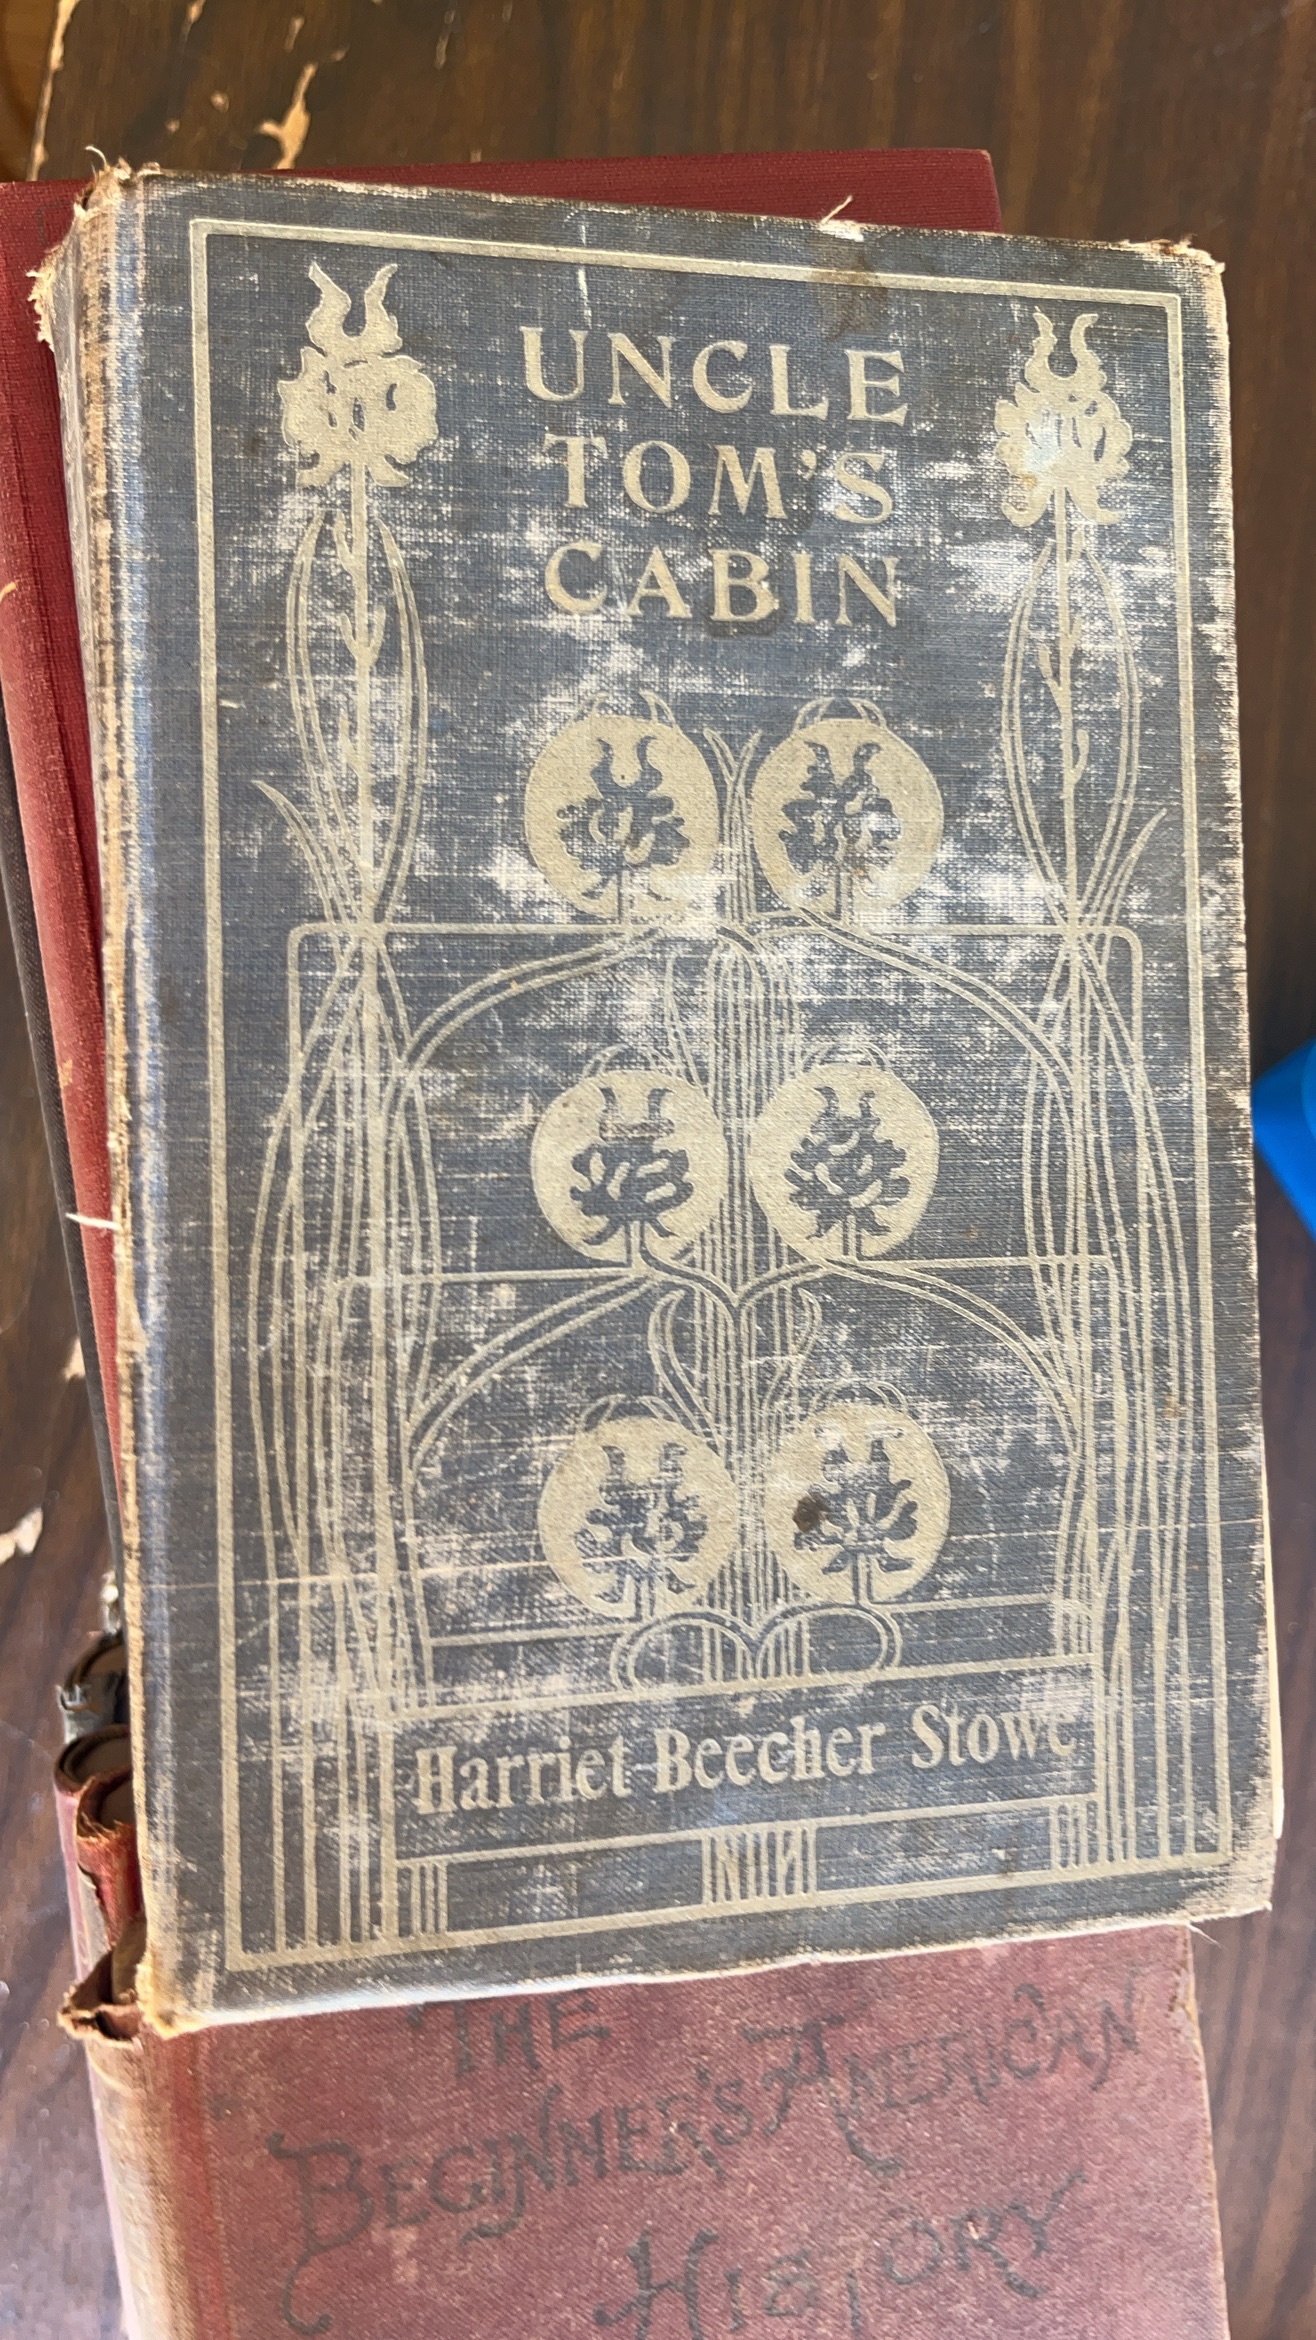 UNCLE
TOM'S
CABIN
Harriet Beecher Stowe
THE
BEGINNER'S AMERICAN
HISTORY